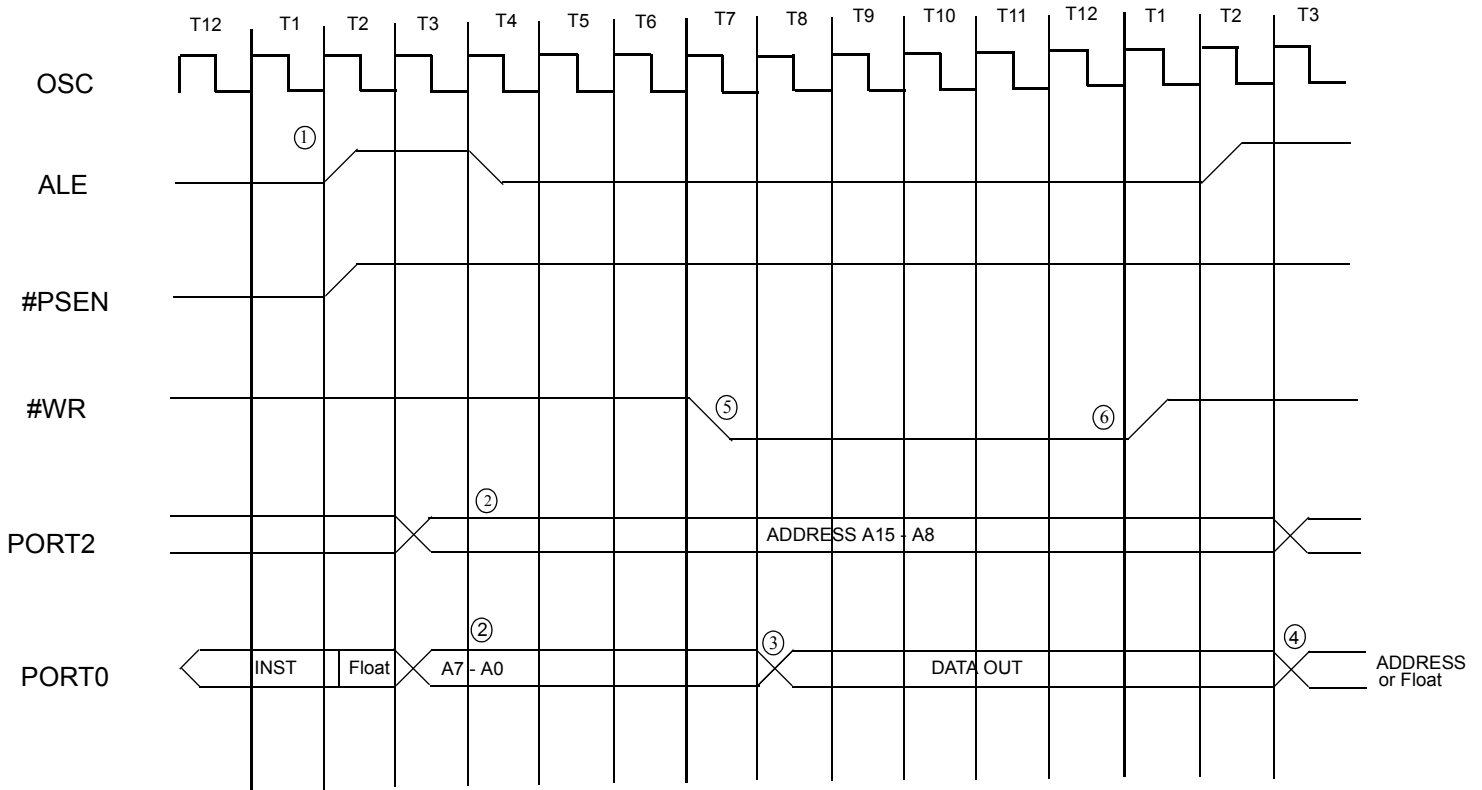 T12 T1 T2 T3 T4 T5 T6 T7 T8 T9 T10 T11 T12 T1 T2 T3
OSC
①
ALE
#PSEN
#WR
⑤
⑥
②
PORT2
ADDRESS A15 - A8
②
③
④
PORT0
INST
Float
A7 - A0
DATA OUT
ADDRESS
or Float